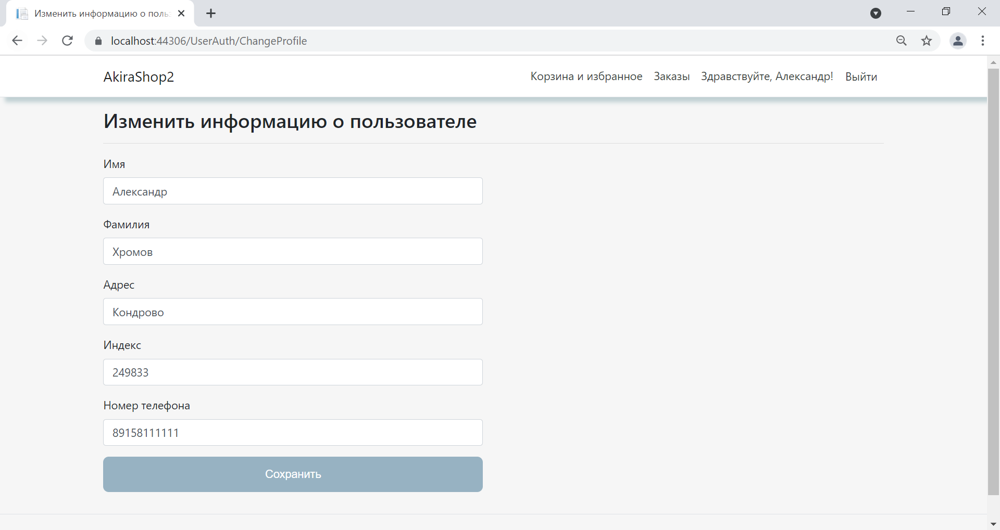 Изменить информацию о поль
localhost:44306/UserAuth/ChangeProfile
AkiraShop2
Корзина и избранное Заказы Здравствуйте, Александр! Выйти
Изменить информацию о пользователе
Имя
Александр
Фамилия
Хромов
Адрес
Кондрово
Индекс
249833
Номер телефона
89158111111
Сохранить